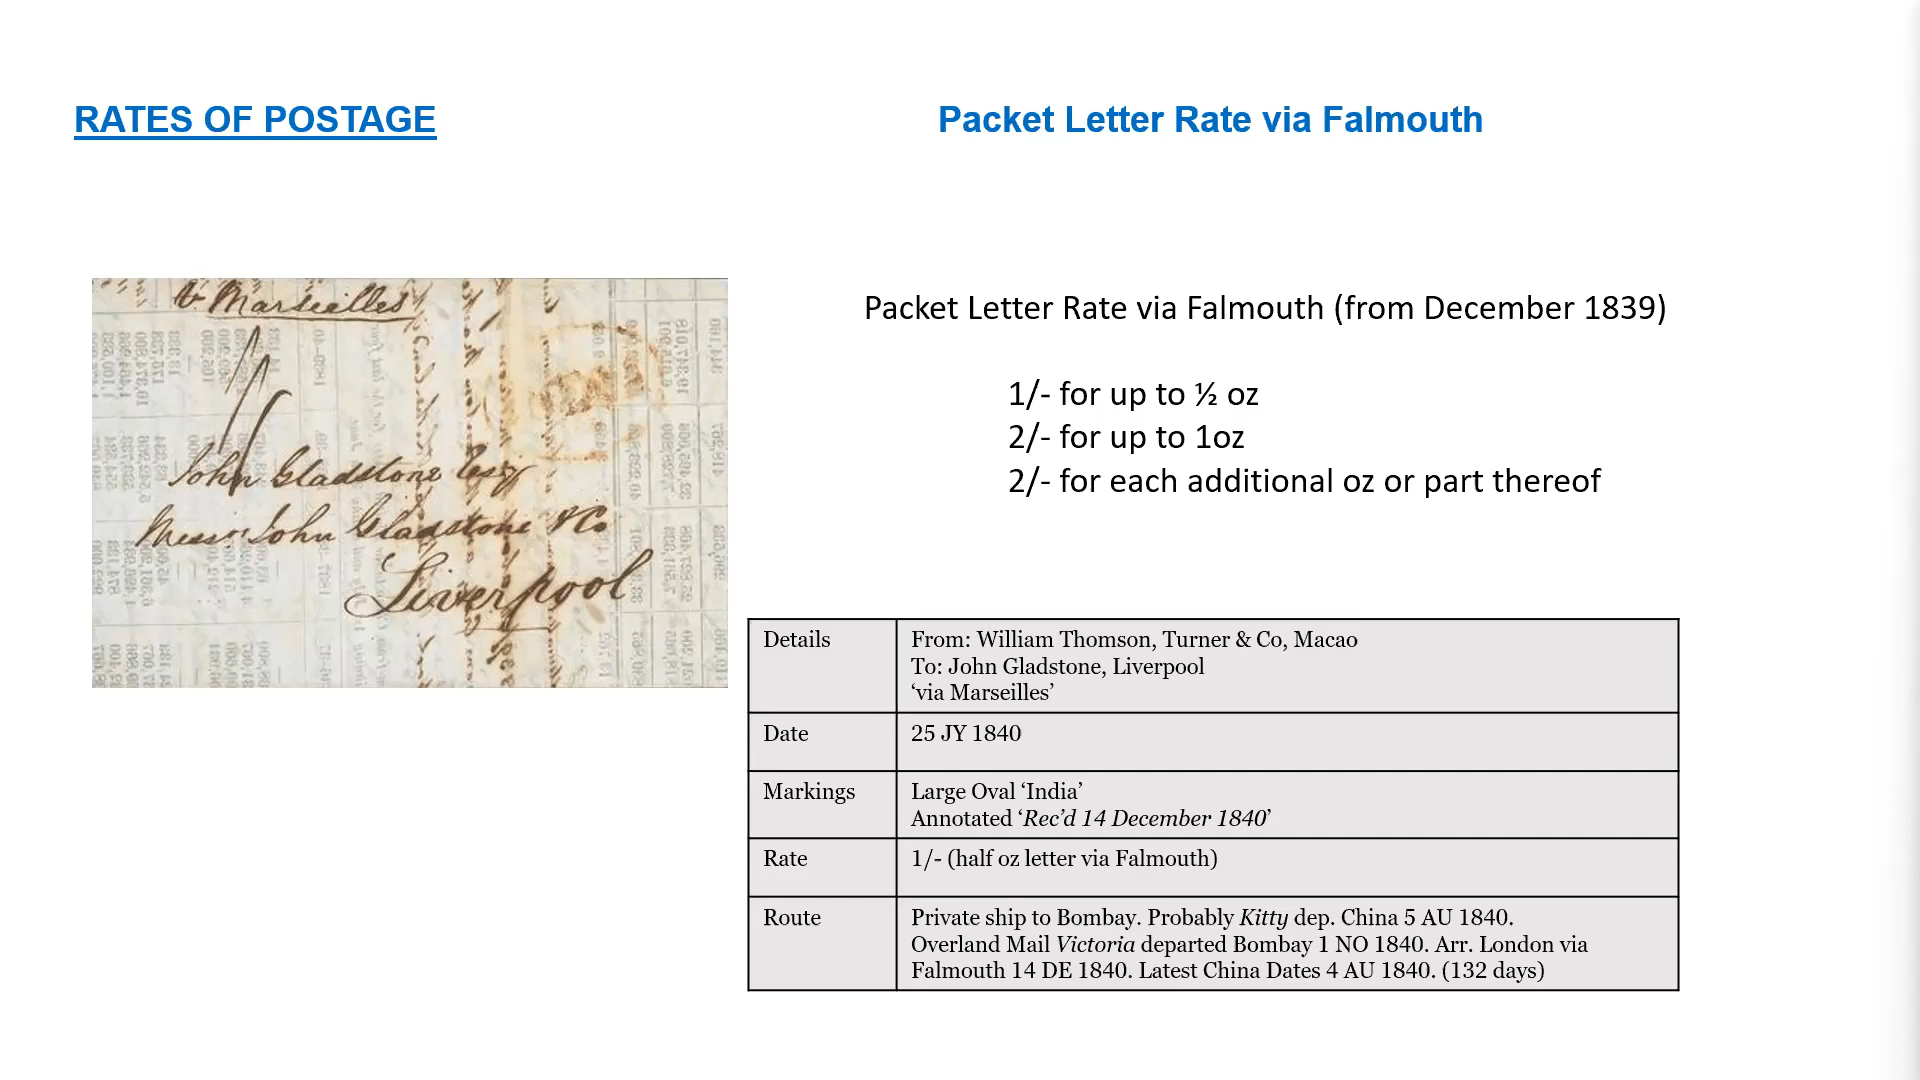 RATES OF POSTAGE
Packet Letter Rate via Falmouth
Marseilles
John Gladstone Esqr
Messrs John Gladstone & Co
Liverpool
Packet Letter Rate via Falmouth (from December 1839)
1/- for up to ½ oz
2/- for up to 1oz
2/- for each additional oz or part thereof
Details
From: William Thomson, Turner & Co, Macao
To: John Gladstone, Liverpool
‘via Marseilles’
Date
25 JY 1840
Markings
Large Oval ‘India’
Annotated ‘Rec’d 14 December 1840’
Rate
1/- (half oz letter via Falmouth)
Route
Private ship to Bombay. Probably Kitty dep. China 5 AU 1840.
Overland Mail Victoria departed Bombay 1 NO 1840. Arr. London via
Falmouth 14 DE 1840. Latest China Dates 4 AU 1840. (132 days)